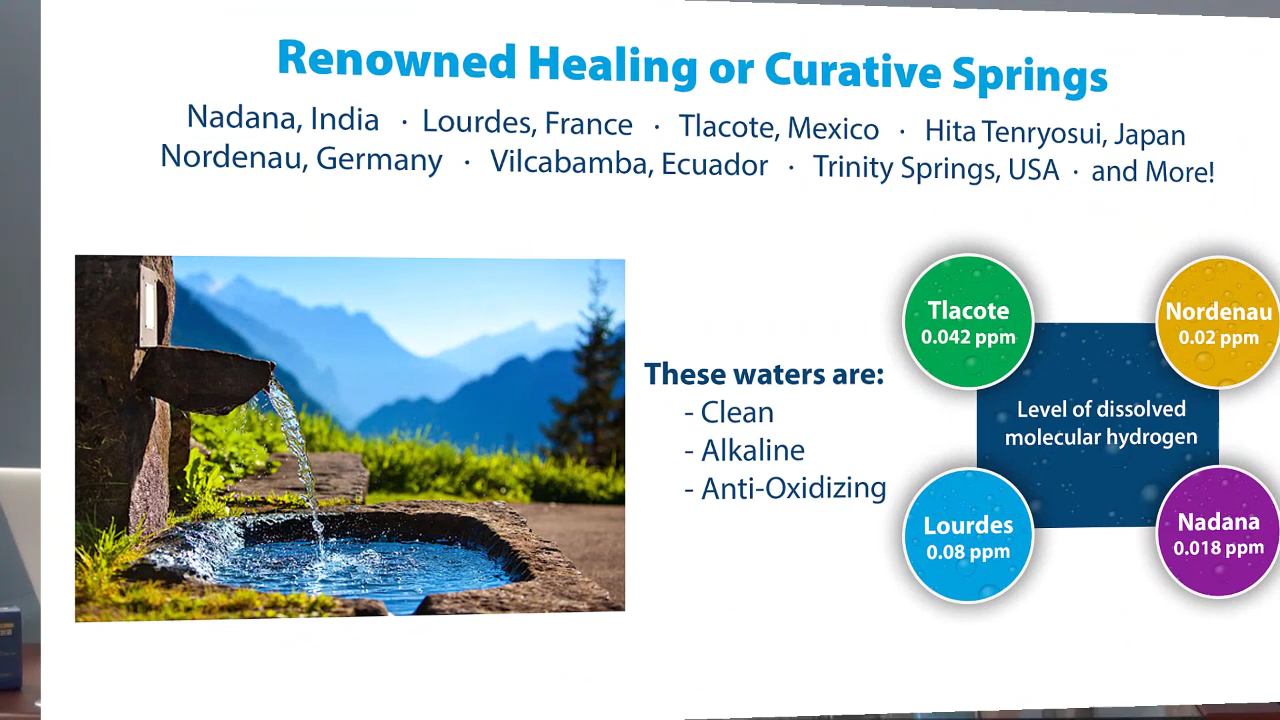 Renowned Healing or Curative Springs
Nadana, India · Lourdes, France · Tlacote, Mexico · Hita Tenryosui, Japan
Nordenau, Germany · Vilcabamba, Ecuador · Trinity Springs, USA · and More!
These waters are:
- Clean
- Alkaline
- Anti-Oxidizing
Tlacote
0.042 ppm
Nordenau
0.02 ppm
Level of dissolved
molecular hydrogen
Lourdes
0.08 ppm
Nadana
0.018 ppm